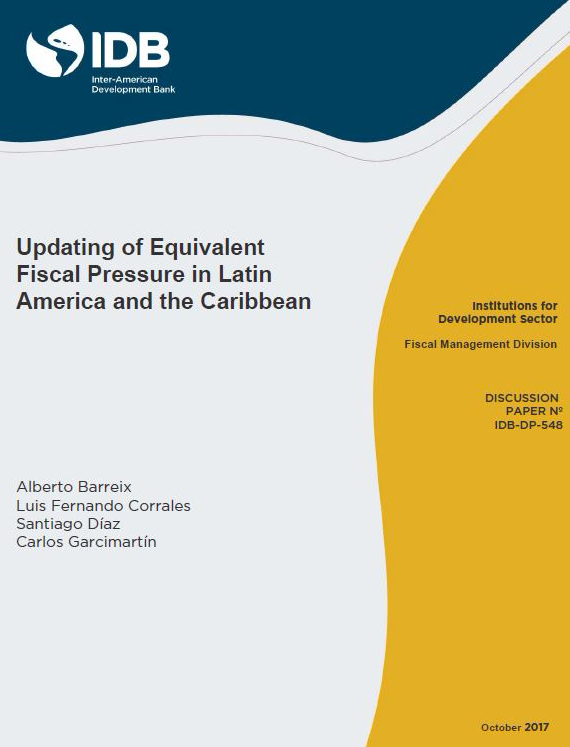 IDB
Inter-American
Development Bank
Updating of Equivalent
Fiscal Pressure in Latin
America and the Caribbean
Institutions for
Development Sector
Fiscal Management Division
DISCUSSION
PAPER Nº
IDB-DP-548
Alberto Barreix
Luis Fernando Corrales
Santiago Díaz
Carlos Garcimartín
October 2017